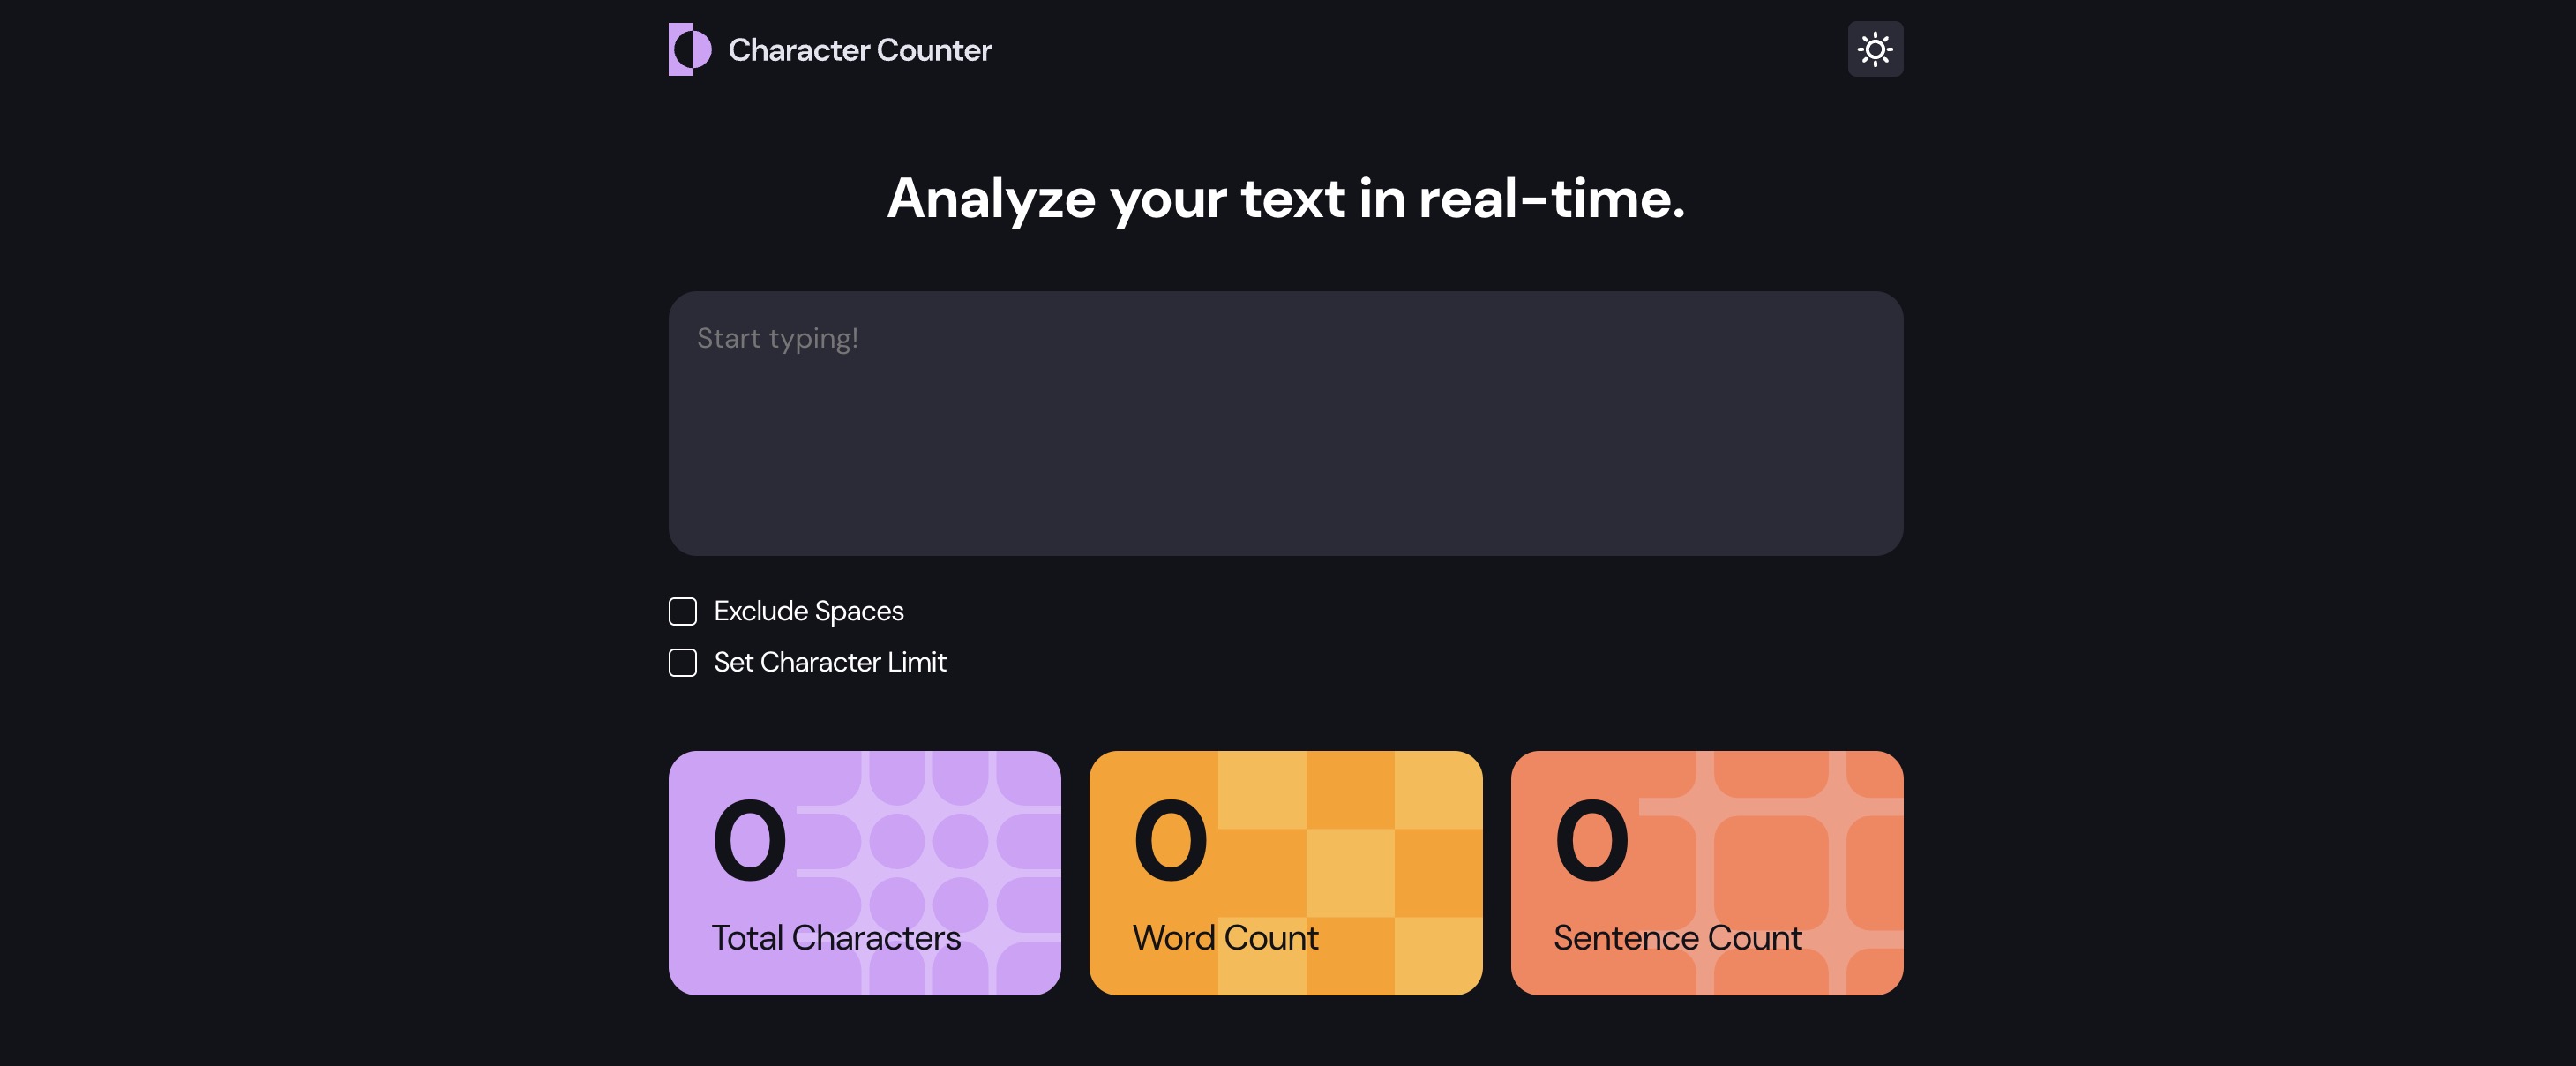 Character Counter
Analyze your text in real-time.
Start typing!
Exclude Spaces
Set Character Limit
0
Total Characters
0
Word Count
0
Sentence Count